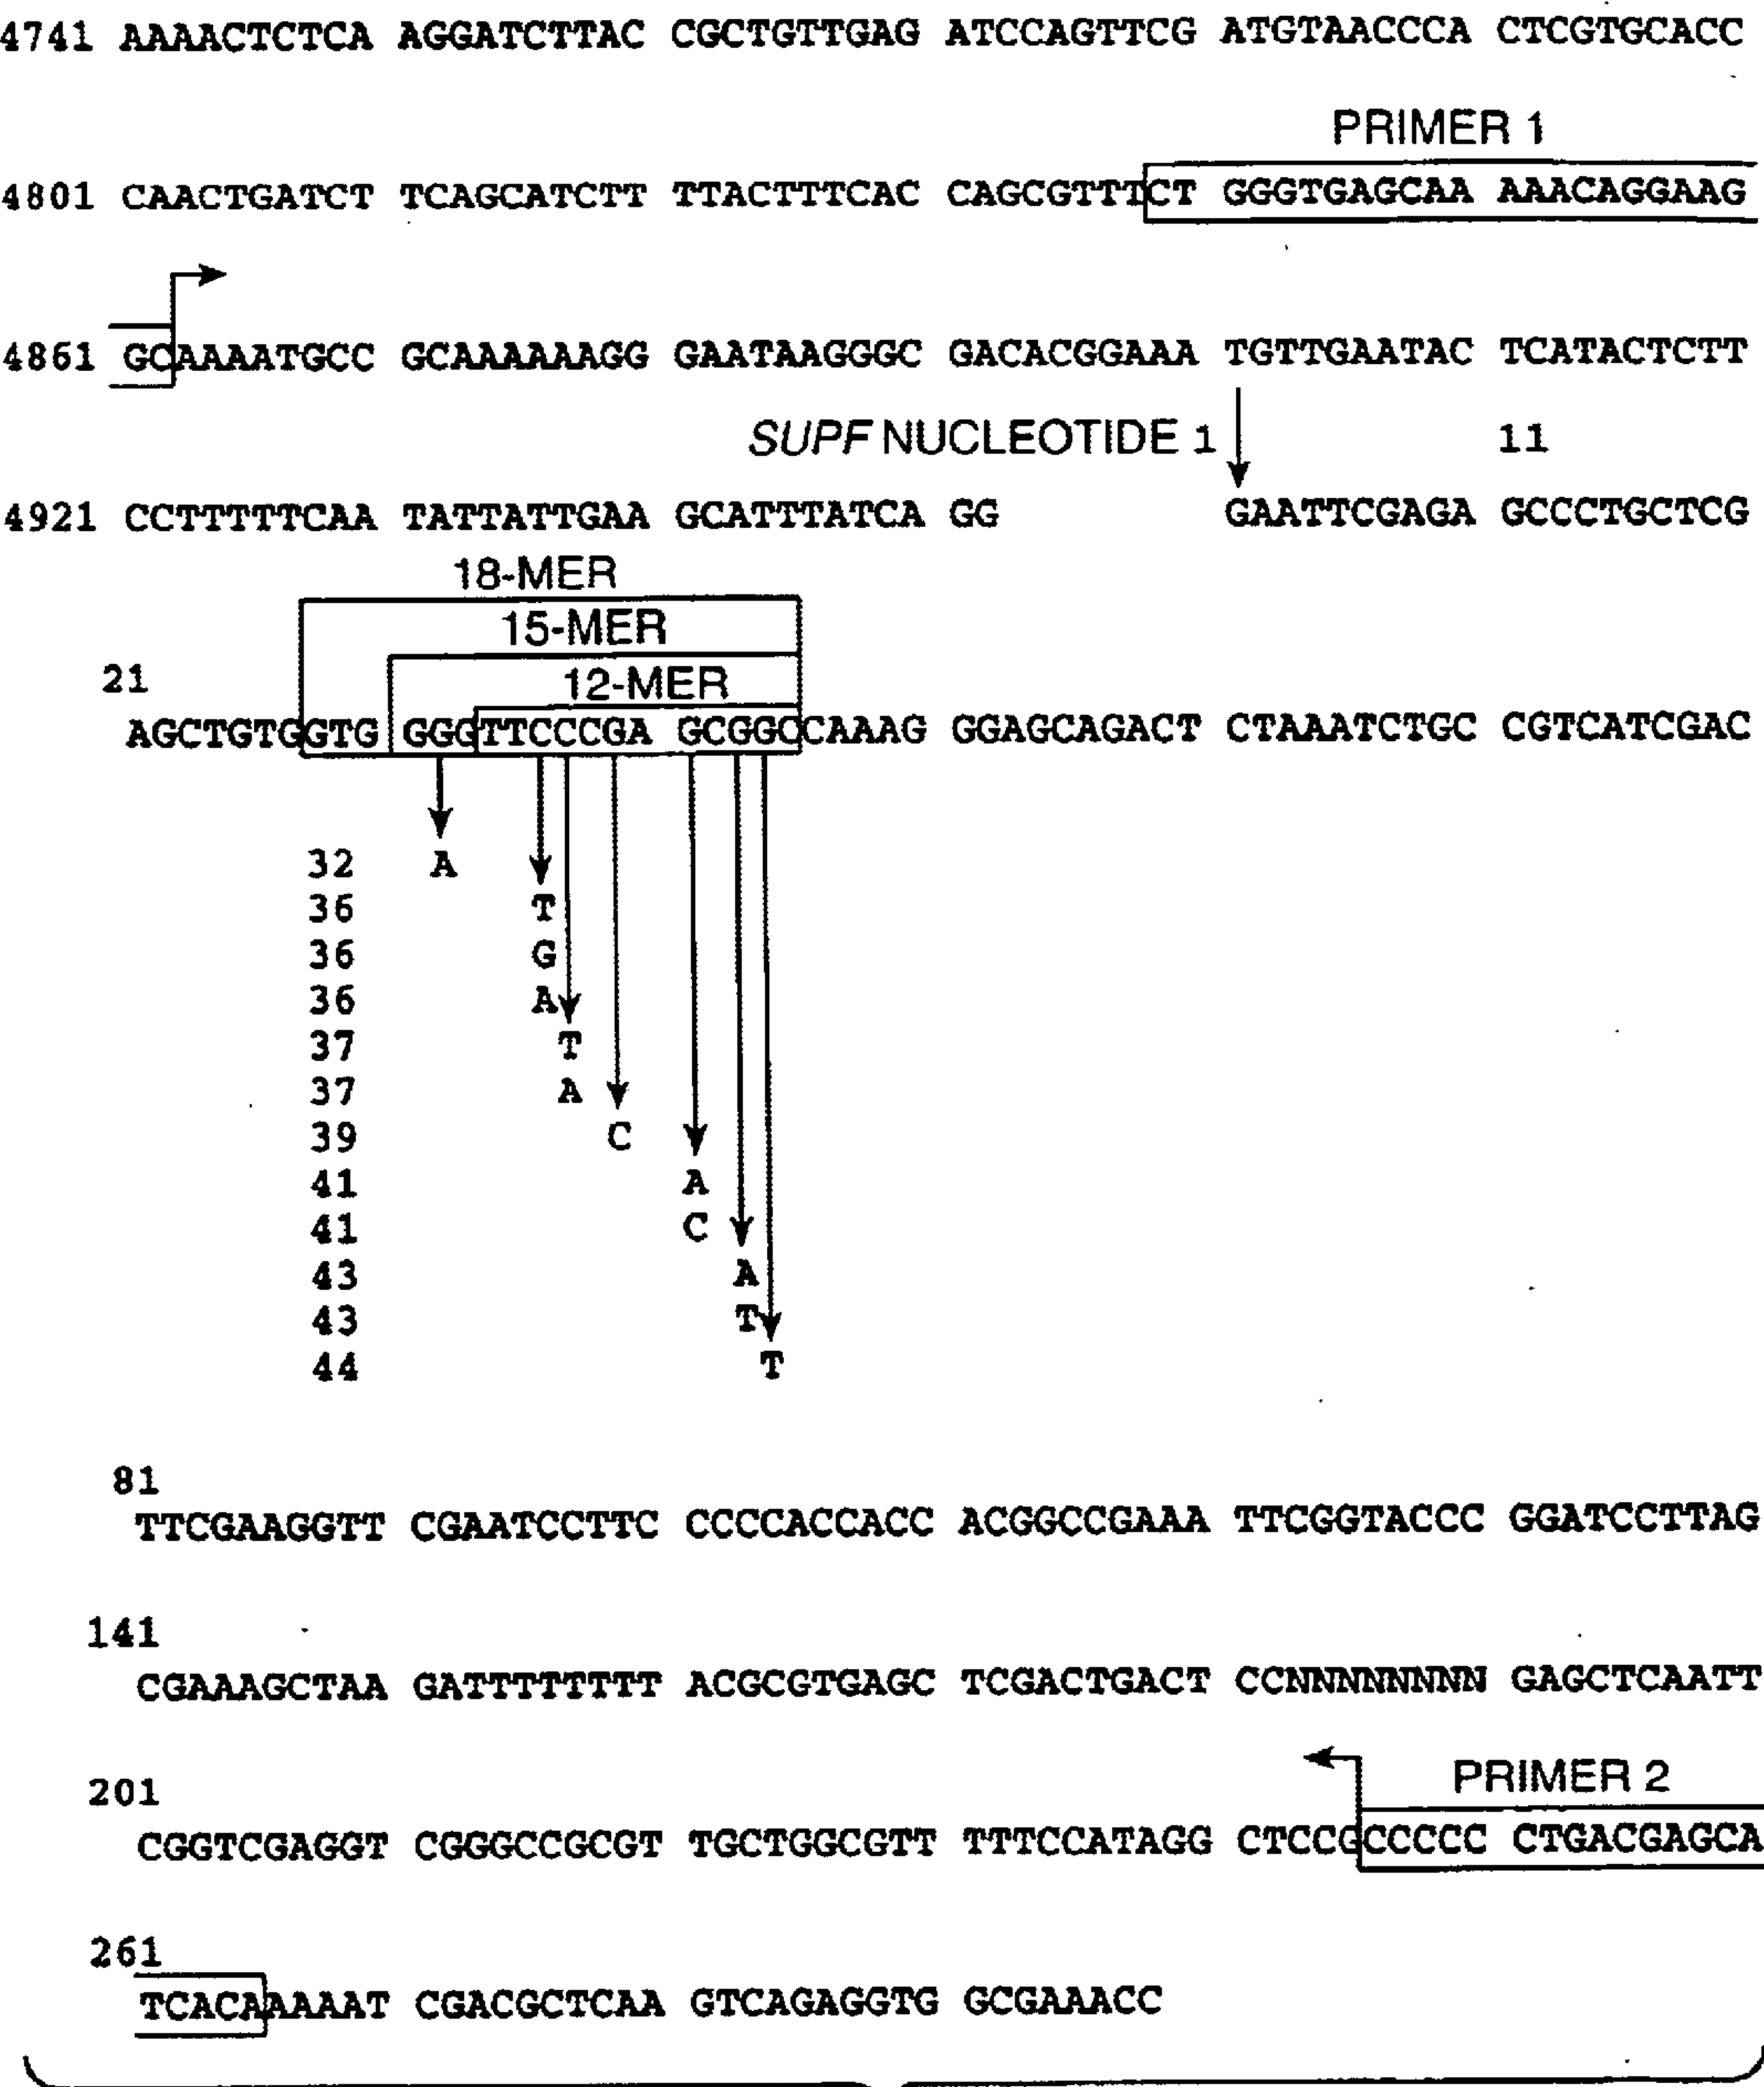 4741 AAAACTCTCA AGGATCTTAC CGCTGTTGAG ATCCAGTTCG ATGTAACCCA CTCGTGCACC
PRIMER 1
4801 CAACTGATCT TCAGCATCTT TTACTTTCAC CAGCGTTTCT GGGTGAGCAA AAACAGGAAG
4861 GCAAAATGCC GCAAAAAAGG GAATAAGGGC GACACGGAAA TGTTGAATAC TCATACTCTT
SUPF NUCLEOTIDE 1 11
4921 CCTTTTTCAA TATTATTGAA GCATTTATCA GG GAATTCGAGA GCCCTGCTCG
18-MER
15-MER
21 12-MER
AGCTGTGGTG GGGTTCCCGA GCGGCCAAAG GGAGCAGACT CTAAATCTGC CGTCATCGAC
32 A
36 T
36 G
36 A
37 T
37 A
39 C
41 A
41 C
43 A
43 T
44 T
81
TTCGAAGGTT CGAATCCTTC CCCCACCACC ACGGCCGAAA TTCGGTACCC GGATCCTTAG
141
CGAAAGCTAA GATTTTTTTT ACGCGTGAGC TCGACTGACT CCNNNNNNNN GAGCTCAATT
201 PRIMER 2
CGGTCGAGGT CGGGCCGCGT TGCTGGCGTT TTTCCATAGG CTCCGCCCCC CTGACGAGCA
261
TCACAAAAAT CGACGCTCAA GTCAGAGGTG GCGAAACC